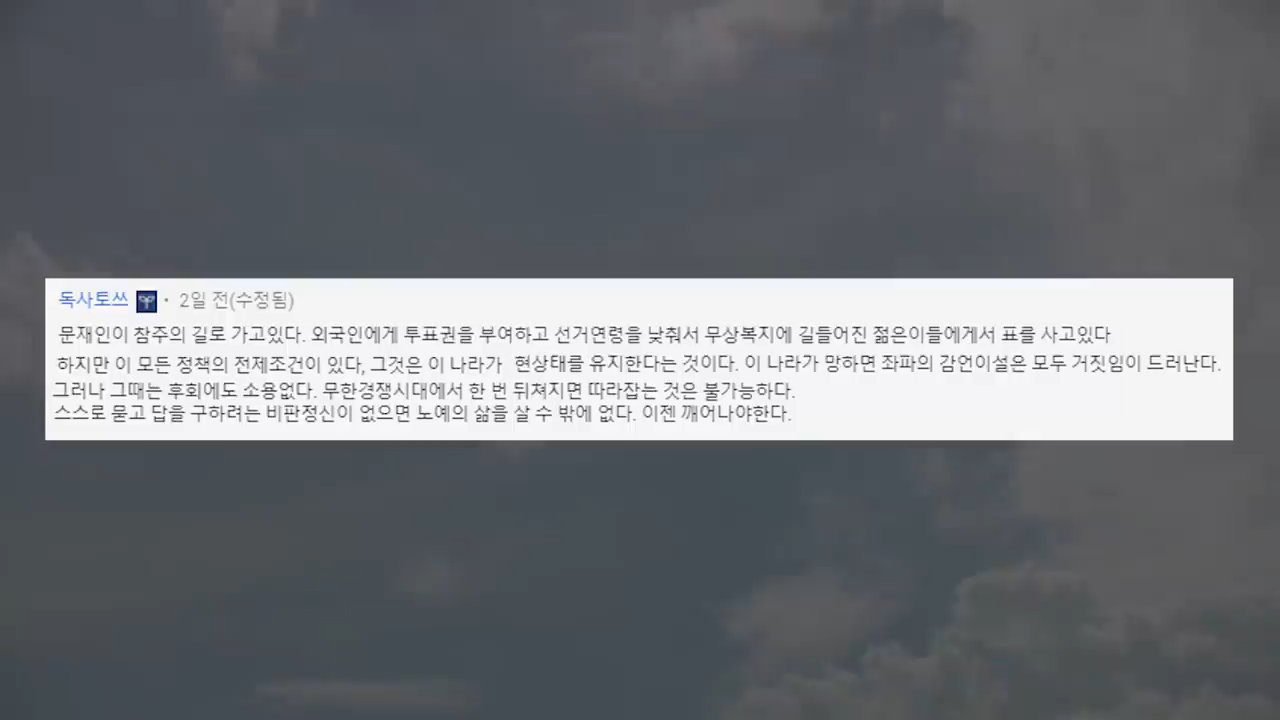 독사토쓰 · 2일 전(수정됨)
문재인이 참주의 길로 가고있다. 외국인에게 투표권을 부여하고 선거연령을 낮춰서 무상복지에 길들어진 젊은이들에게서 표를 사고있다
하지만 이 모든 정책의 전제조건이 있다, 그것은 이 나라가 현상태를 유지한다는 것이다. 이 나라가 망하면 좌파의 감언이설은 모두 거짓임이 드러난다.
그러나 그때는 후회에도 소용없다. 무한경쟁시대에서 한 번 뒤쳐지면 따라잡는 것은 불가능하다.
스스로 묻고 답을 구하려는 비판정신이 없으면 노예의 삶을 살 수 밖에 없다. 이젠 깨어나야한다.